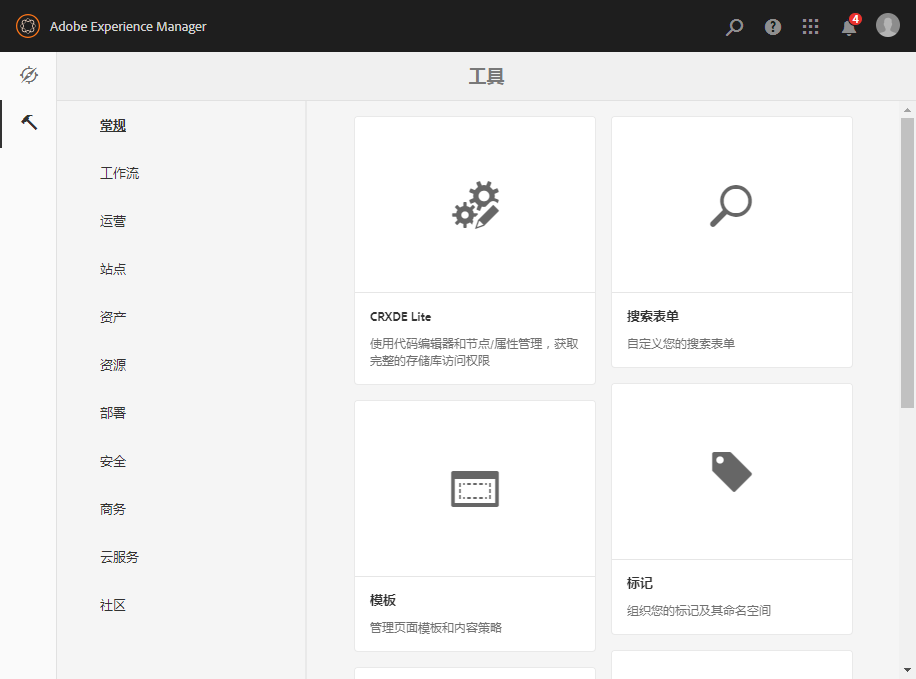 Adobe Experience Manager
4
工具
常规
工作流
运营
站点
资产
资源
部署
安全
商务
云服务
社区
CRXDE Lite
使用代码编辑器和节点/属性管理，获取
完整的存储库访问权限
搜索表单
自定义您的搜索表单
模板
管理页面模板和内容策略
标记
组织您的标记及其命名空间